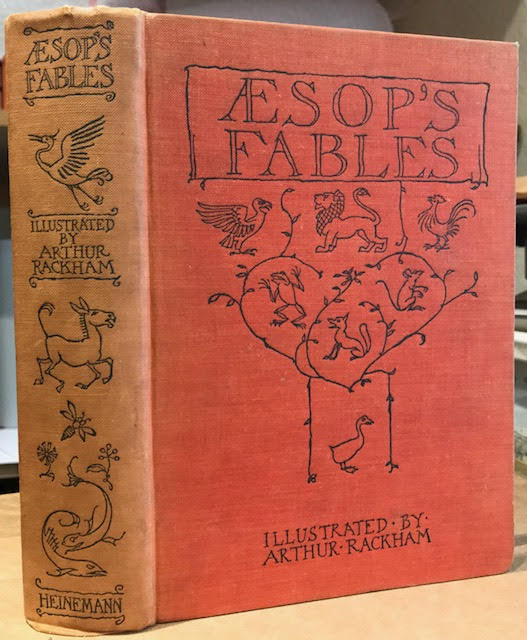 ÆSOP'S
FABLES
ILLUSTRATED
BY
ARTHUR
RACKHAM
HEINEMANN
ÆSOP'S
FABLES
ILLUSTRATED · BY ·
ARTHUR · RACKHAM